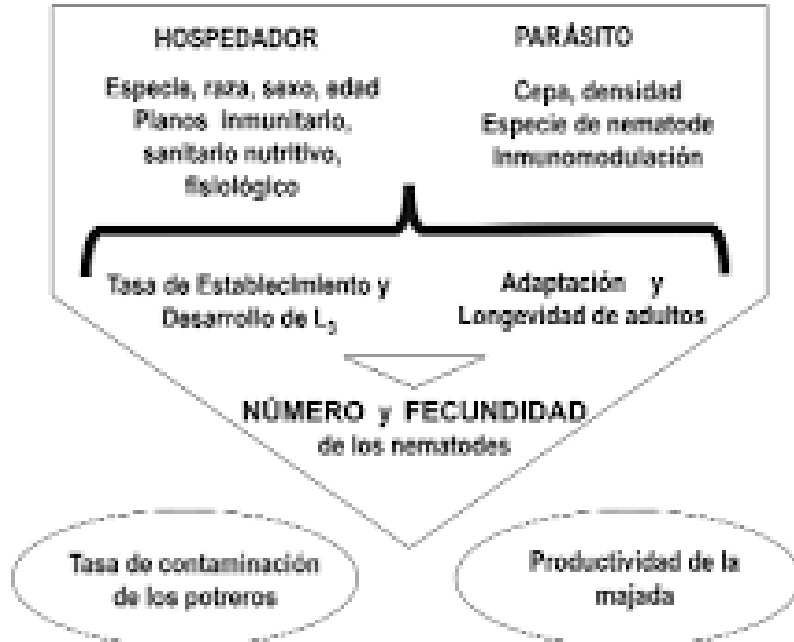 HOSPEDADOR
Especie, raza, sexo, edad
Planos inmunitario,
sanitario nutritivo,
fisiológico
PARÁSITO
Cepa, densidad
Especie de nematode
Inmunomodulación
Tasa de Establecimiento y
Desarrollo de L3
Adaptación y
Longevidad de adultos
NÚMERO y FECUNDIDAD
de los nematodes
Tasa de contaminación
de los potreros
Productividad de la
majada